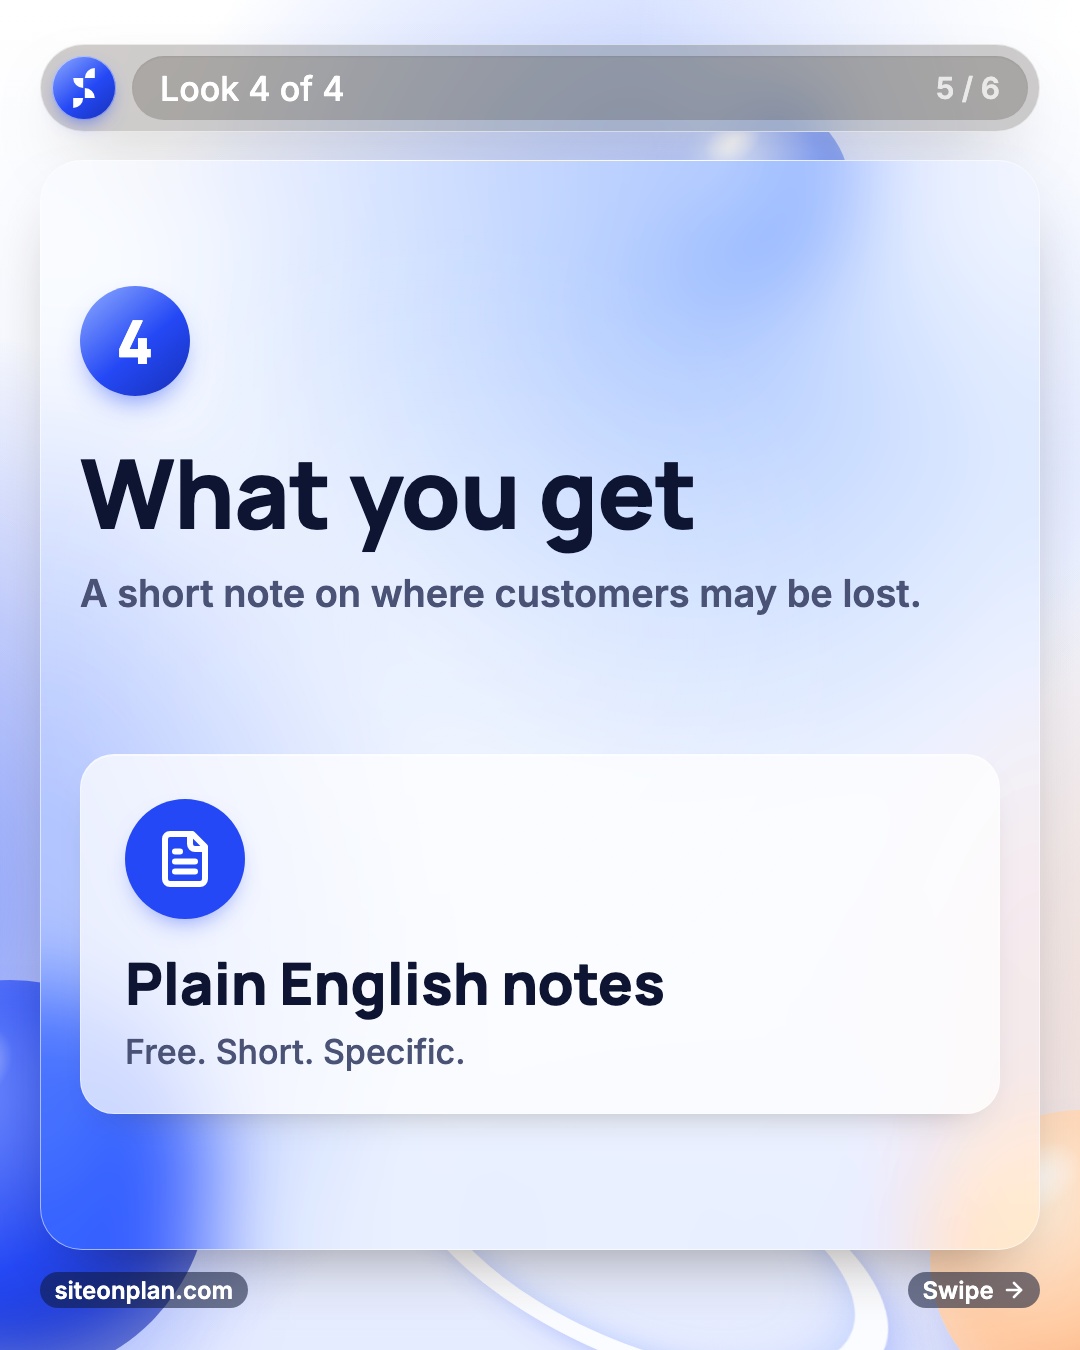 Look 4 of 4
5 / 6
4
What you get
A short note on where customers may be lost.
Plain English notes
Free. Short. Specific.
siteonplan.com
Swipe →